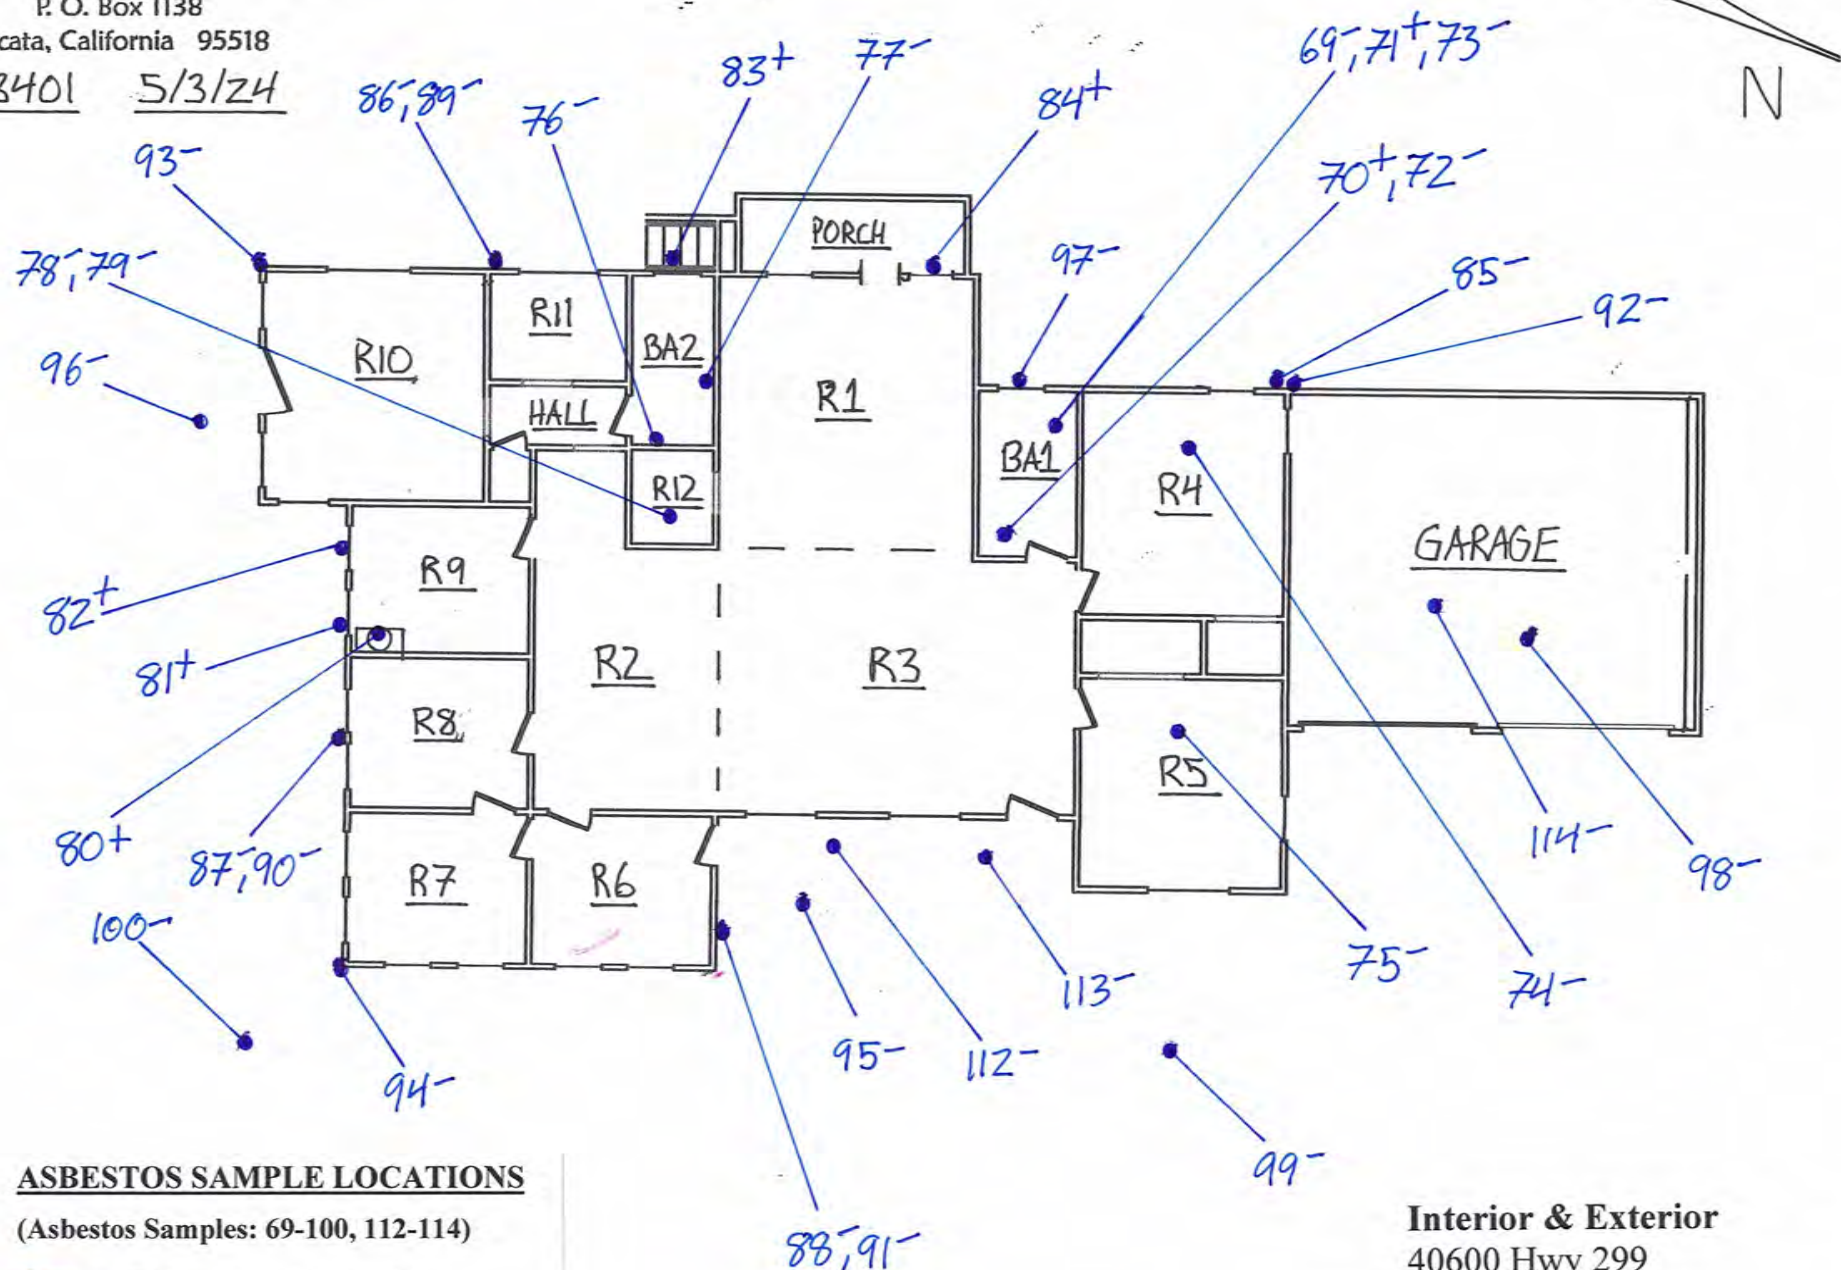 P. O. Box 1138
cata, California 95518
3401 5/3/24
N
69-, 71+, 73-
77-
83+
86-, 89-
76-
84+
93-
70+, 72-
78-, 79-
PORCH
97-
85-
92-
R11
BA2
R10
96-
HALL
R1
BA1
R12
R4
GARAGE
R9
82+
81+
R2
R3
R8
R5
80+
87-, 90-
114-
98-
R7
R6
100-
75-
74-
113-
95-
112-
94-
99-
ASBESTOS SAMPLE LOCATIONS
(Asbestos Samples: 69-100, 112-114)
88-, 91-
Interior & Exterior
40600 Hwy 299